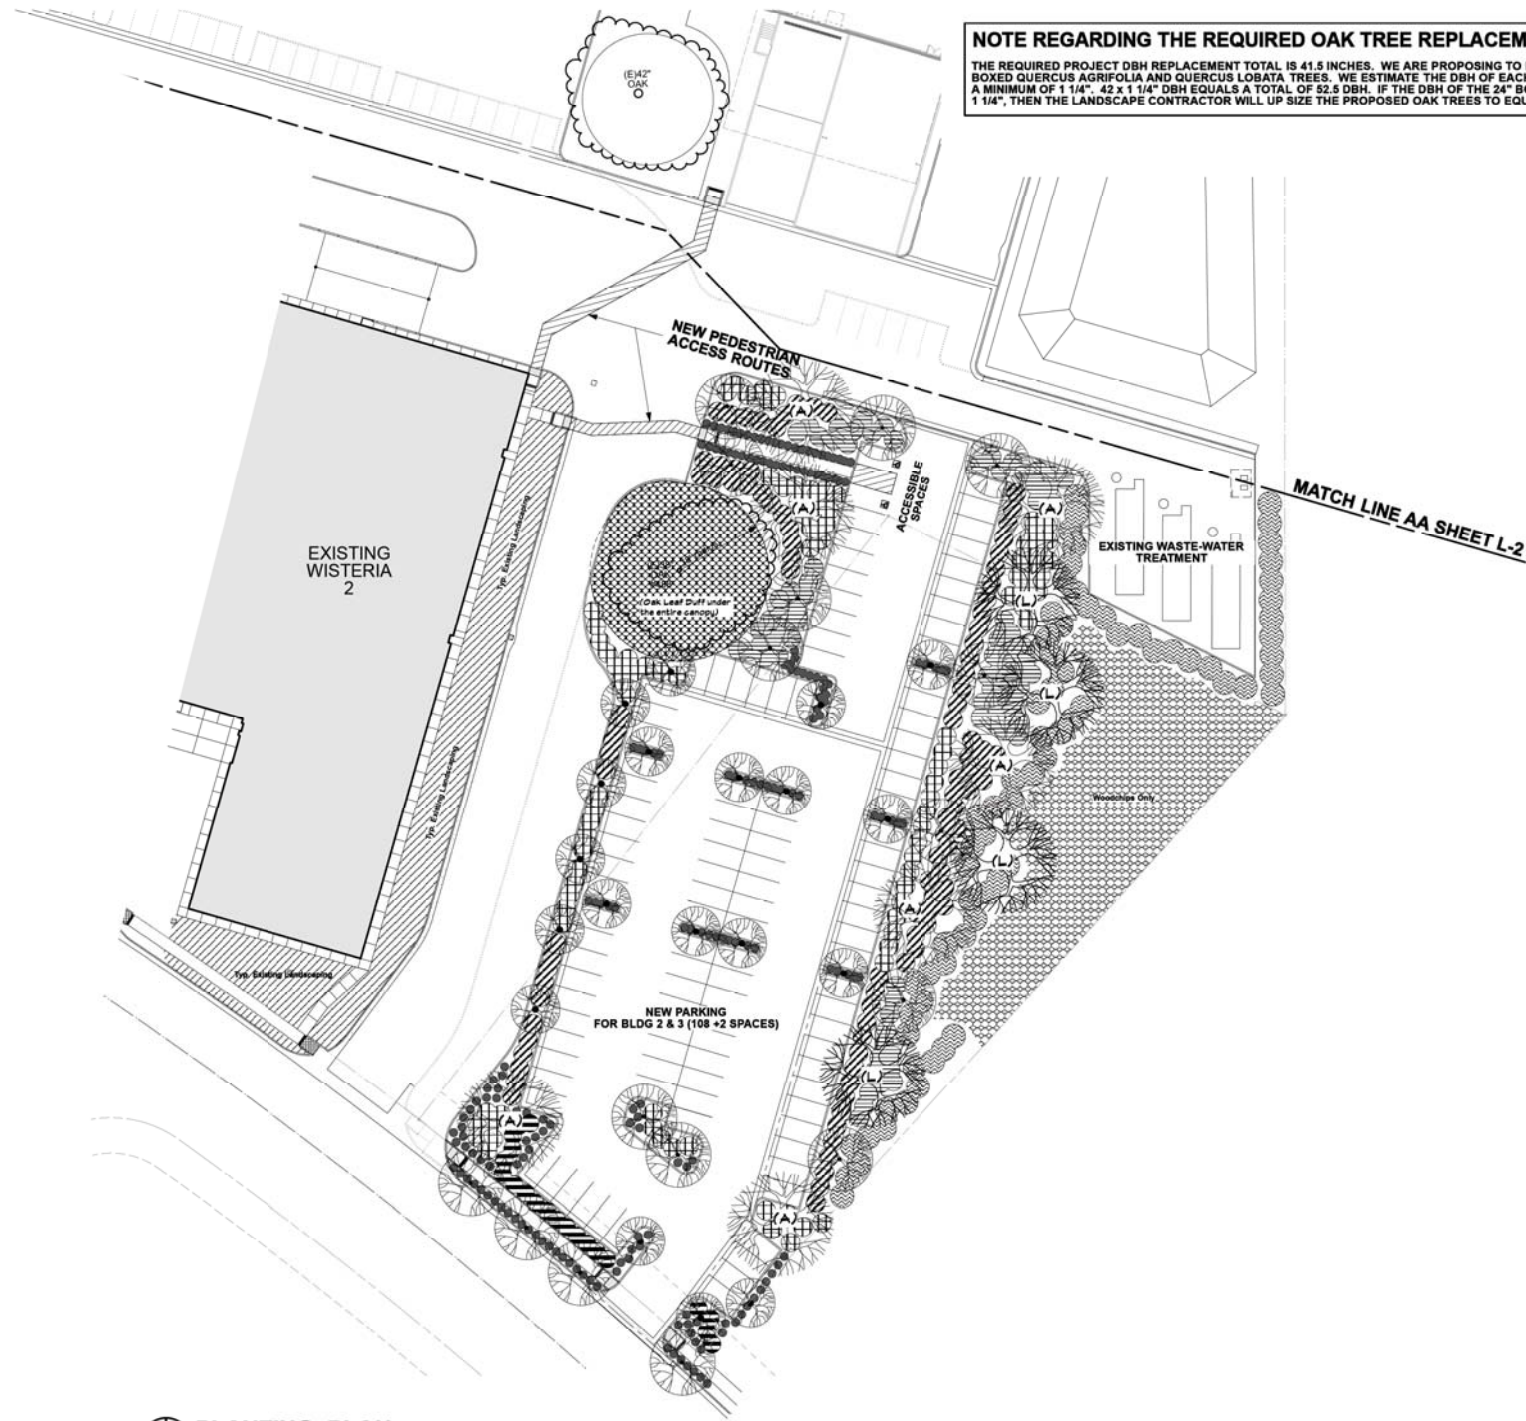 NOTE REGARDING THE REQUIRED OAK TREE REPLACEM
THE REQUIRED PROJECT DBH REPLACEMENT TOTAL IS 41.5 INCHES. WE ARE PROPOSING TO
BOXED QUERCUS AGRIFOLIA AND QUERCUS LOBATA TREES. WE ESTIMATE THE DBH OF EACH
A MINIMUM OF 1 1/4". 42 x 1 1/4" DBH EQUALS A TOTAL OF 52.5 DBH. IF THE DBH OF THE 24" BO
1 1/4", THEN THE LANDSCAPE CONTRACTOR WILL UP SIZE THE PROPOSED OAK TREES TO EQU
(E)42"
OAK
NEW PEDESTRIAN
ACCESS ROUTES
(A)
ACCESSIBLE
SPACES
(A)
(A)
MATCH LINE AA SHEET L-2
EXISTING WASTE-WATER
TREATMENT
EXISTING
WISTERIA
2
Typ. Existing Landscaping
(Oak Leaf Duff under
the entire canopy)
(L)
(L)
(A)
Woodchips Only
Typ. Existing Landscaping
(L)
(A)
Typ. Existing Landscaping
NEW PARKING
FOR BLDG 2 & 3 (108 +2 SPACES)
(L)
(A)
(A)